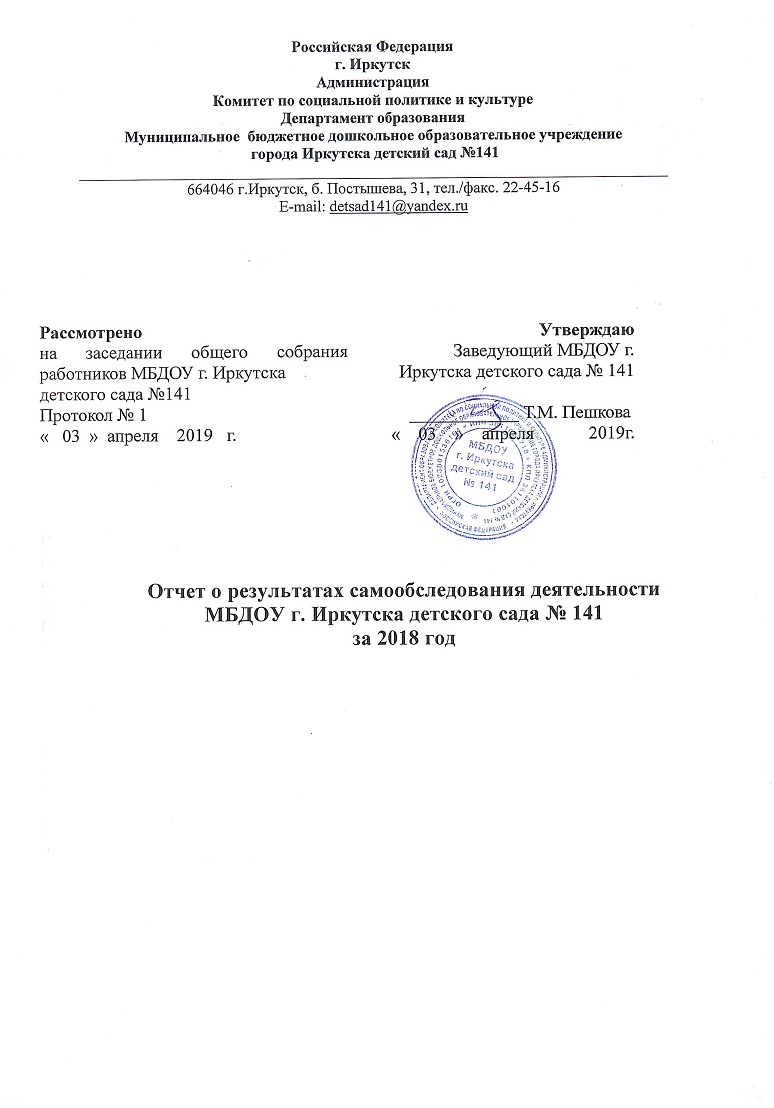 Российская Федерация
г. Иркутск
Администрация
Комитет по социальной политике и культуре
Департамент образования
Муниципальное бюджетное дошкольное образовательное учреждение
города Иркутска детский сад №141
664046 г.Иркутск, б. Постышева, 31, тел./факс. 22-45-16
E-mail: detsad141@yandex.ru
Рассмотрено
на заседании общего собрания
работников МБДОУ г. Иркутска
детского сада №141
Протокол № 1
« 03 » апреля 2019 г.
Утверждаю
Заведующий МБДОУ г.
Иркутска детского сада № 141
Т.М. Пешкова
« 03 » апреля 2019г.
МБДОУ
г. Иркутска
детский сад
№ 141
Отчет о результатах самообследования деятельности
МБДОУ г. Иркутска детского сада № 141
за 2018 год